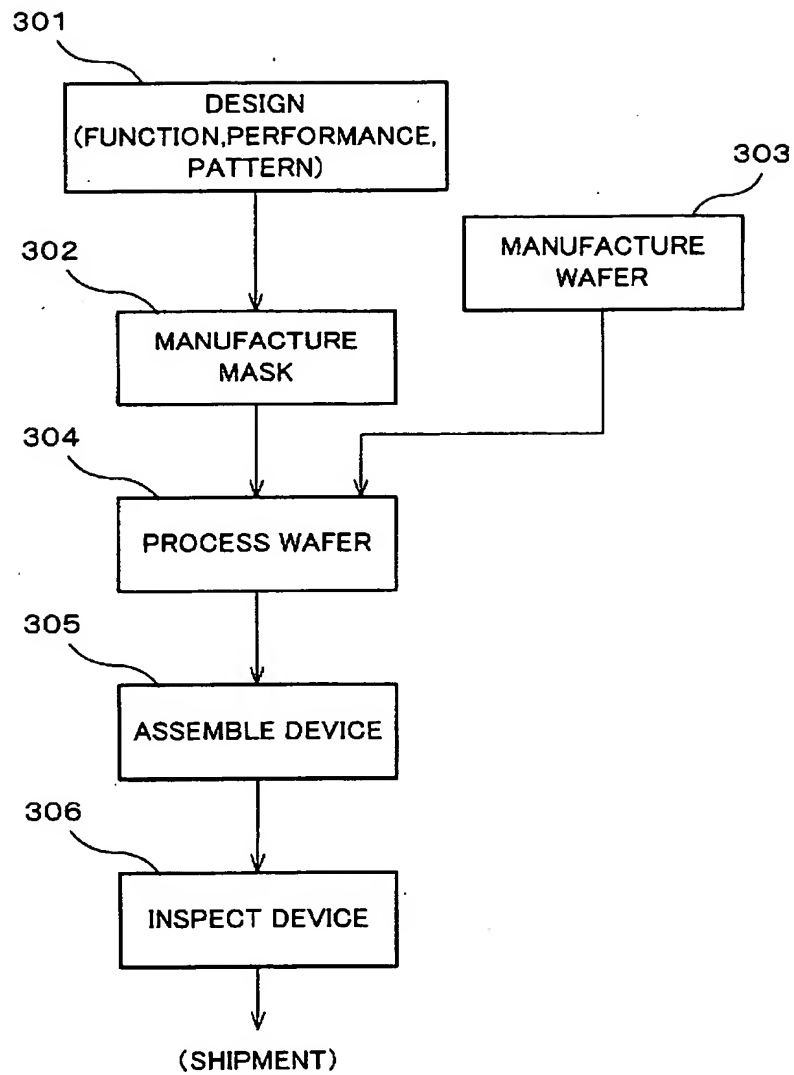 301
DESIGN
(FUNCTION,PERFORMANCE,
PATTERN)
303
MANUFACTURE
WAFER
302
MANUFACTURE
MASK
304
PROCESS WAFER
305
ASSEMBLE DEVICE
306
INSPECT DEVICE
(SHIPMENT)